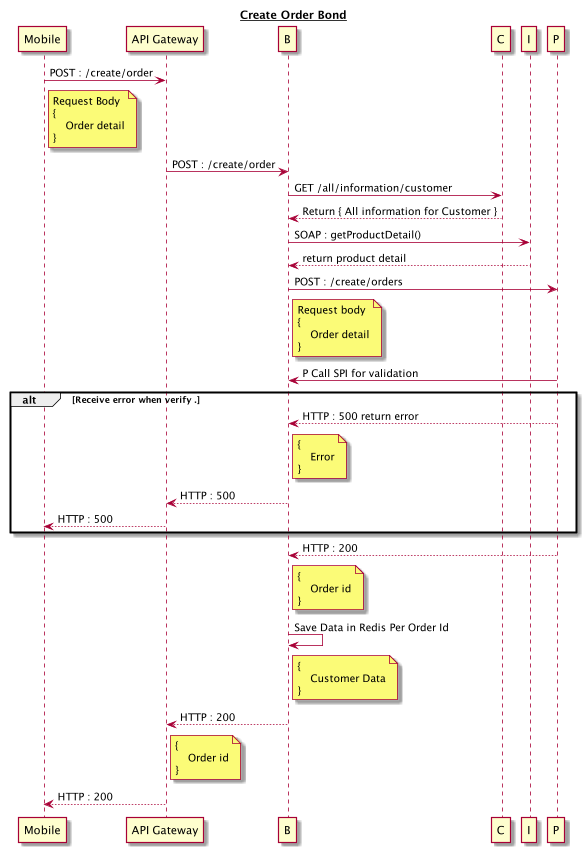 Create Order Bond
Mobile
API Gateway
B
C
I
P
POST : /create/order
Request Body
{
Order detail
}
POST : /create/order
GET /all/information/customer
Return { All information for Customer }
SOAP : getProductDetail()
return product detail
POST : /create/orders
Request body
{
Order detail
}
P Call SPI for validation
alt [Receive error when verify .]
HTTP : 500 return error
{
Error
}
HTTP : 500
HTTP : 500
HTTP : 200
{
Order id
}
Save Data in Redis Per Order Id
{
Customer Data
}
HTTP : 200
{
Order id
}
HTTP : 200
Mobile
API Gateway
B
C
I
P